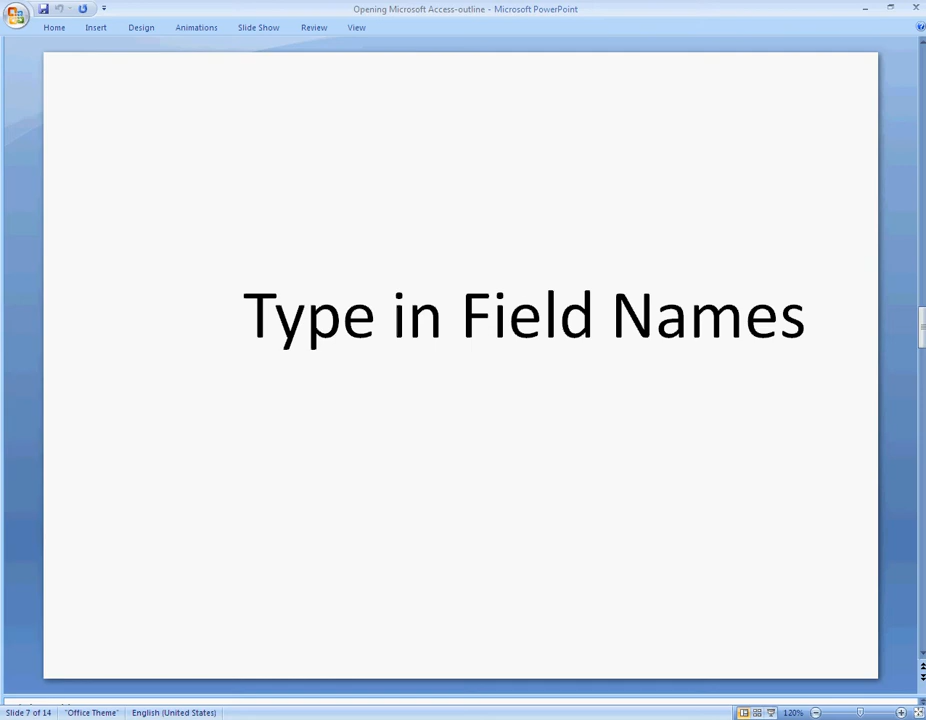 Opening Microsoft Access-outline - Microsoft PowerPoint
Home Insert Design Animations Slide Show Review View
Type in Field Names
Slide 7 of 14 "Office Theme" English (United States) 120%